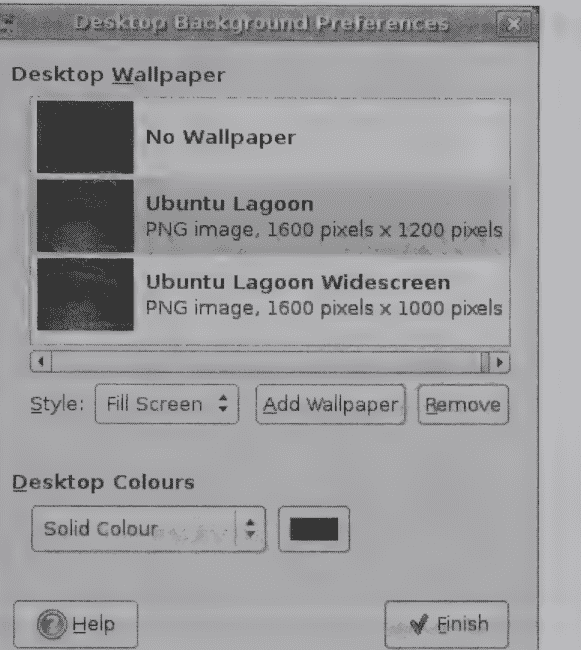 Desktop Background Preferences
Desktop Wallpaper
No Wallpaper
Ubuntu Lagoon
PNG image, 1600 pixels x 1200 pixels
Ubuntu Lagoon Widescreen
PNG image, 1600 pixels x 1000 pixels
Style: Fill Screen Add Wallpaper Remove
Desktop Colours
Solid Colour
Help Finish